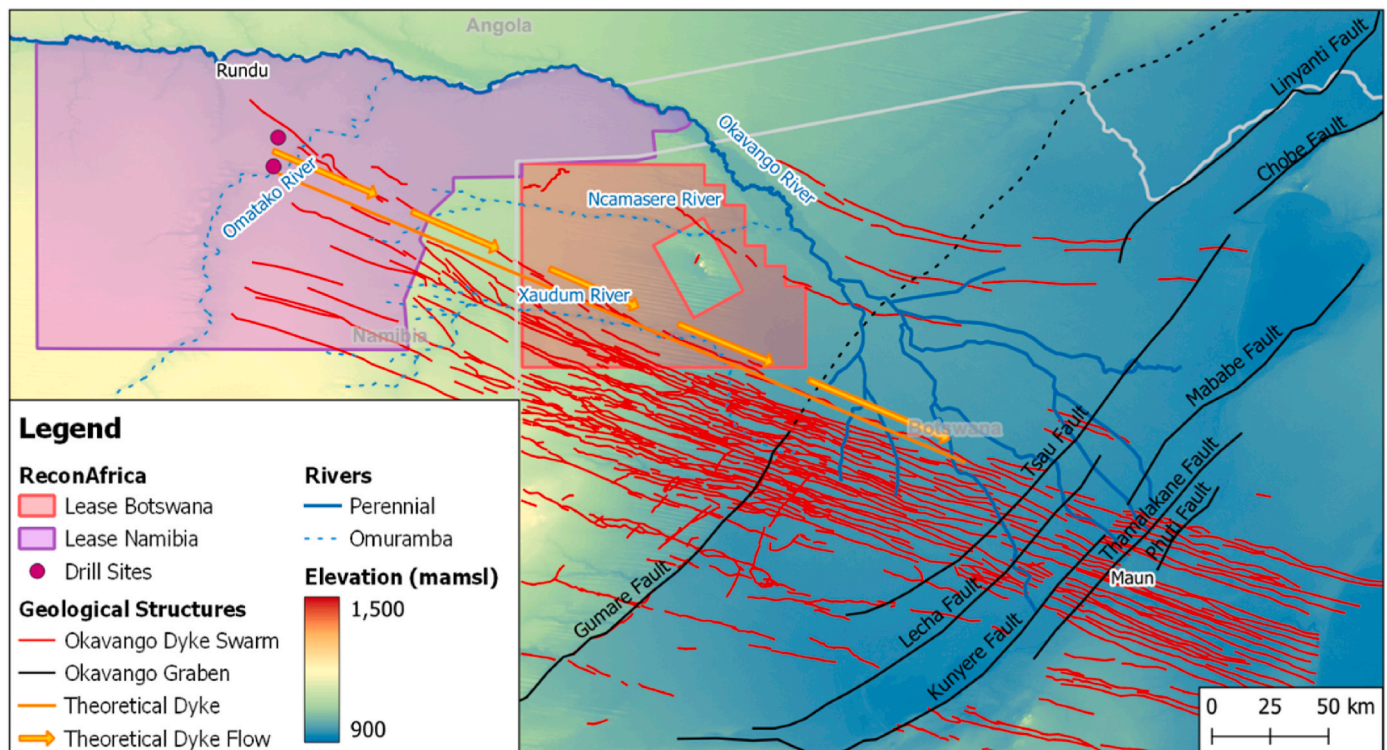 Angola
Rundu
Linyanti Fault
Chobe Fault
Okavango River
Omatako River
Ncamasere River
Xaudum River
Namibia
Mababe Fault
Botswana
Tsau Fault
Thamalakane Fault
Phuti Fault
Maun
Gumare Fault
Lecha Fault
Kunyere Fault
Legend
ReconAfrica
Lease Botswana
Lease Namibia
Drill Sites
Geological Structures
Okavango Dyke Swarm
Okavango Graben
Theoretical Dyke
Theoretical Dyke Flow
Rivers
Perennial
Omuramba
Elevation (mamsl)
1,500
900
0 25 50 km